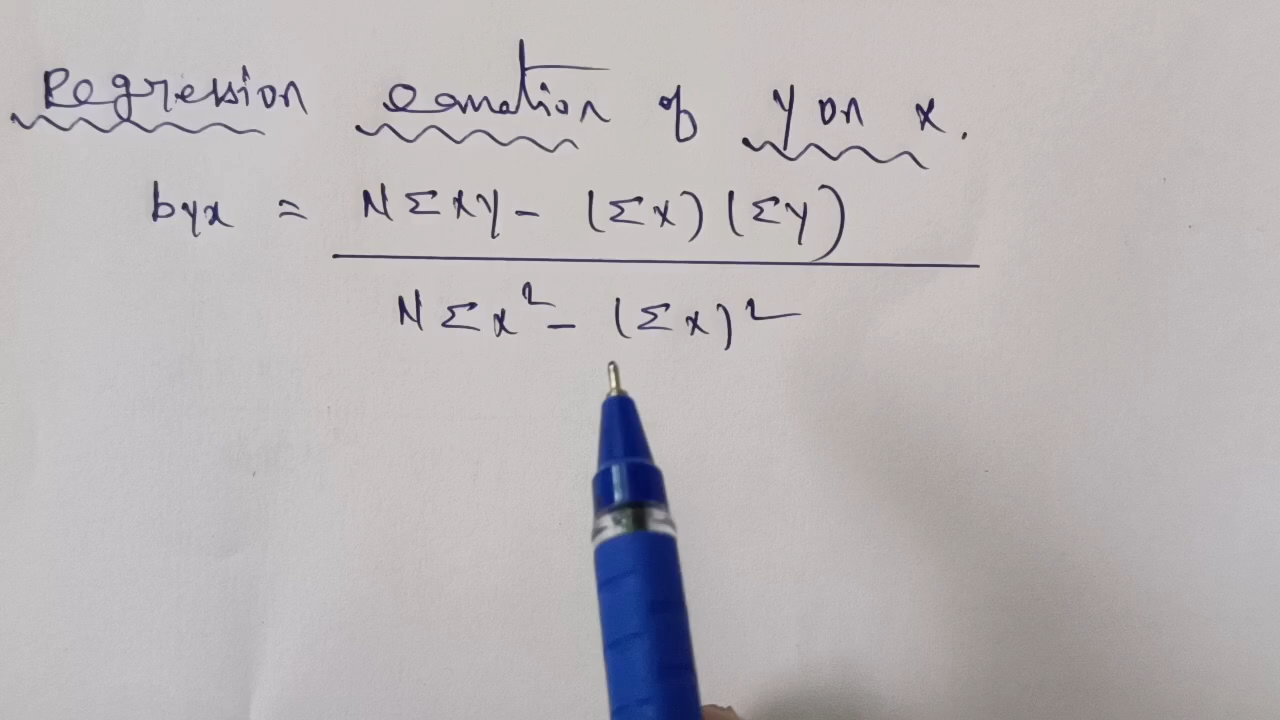 Regression equation of y on x.
byx = NΣxy - (Σx) (Σy)
NΣx² - (Σx)²